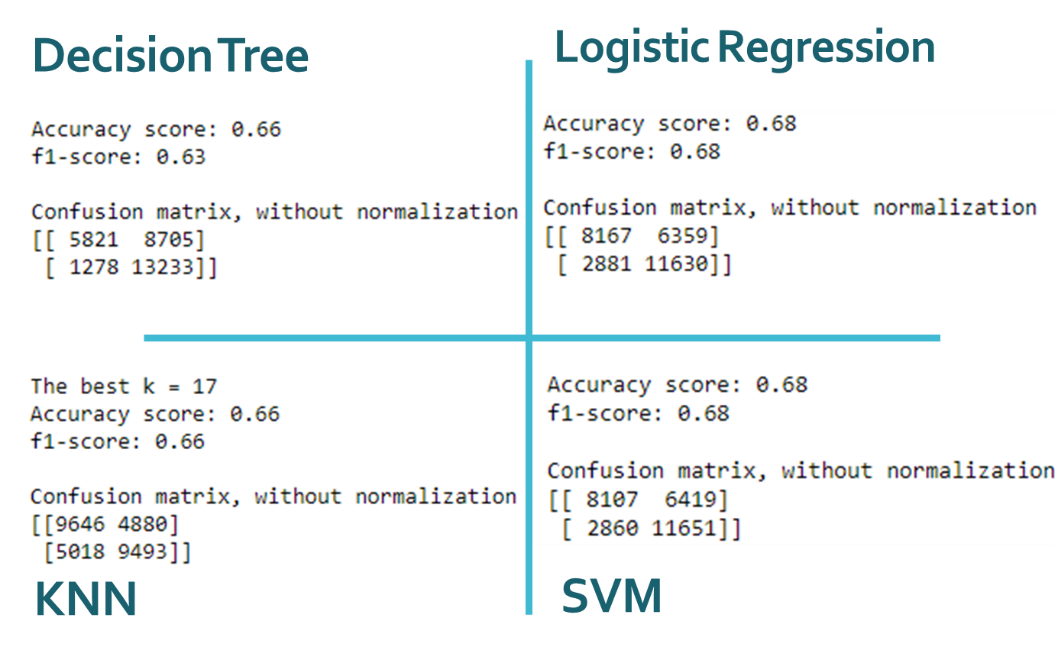 Decision Tree
Accuracy score: 0.66
f1-score: 0.63
Confusion matrix, without normalization
[[ 5821  8705]
 [ 1278 13233]]
Logistic Regression
Accuracy score: 0.68
f1-score: 0.68
Confusion matrix, without normalization
[[ 8167  6359]
 [ 2881 11630]]
The best k = 17
Accuracy score: 0.66
f1-score: 0.66
Confusion matrix, without normalization
[[9646 4880]
 [5018 9493]]
KNN
Accuracy score: 0.68
f1-score: 0.68
Confusion matrix, without normalization
[[ 8107  6419]
 [ 2860 11651]]
SVM